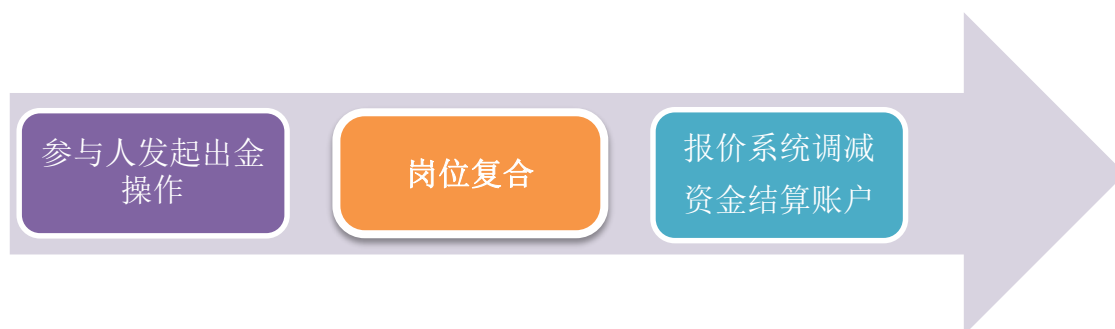 参与人发起出金
操作
岗位复合
报价系统调减
资金结算账户